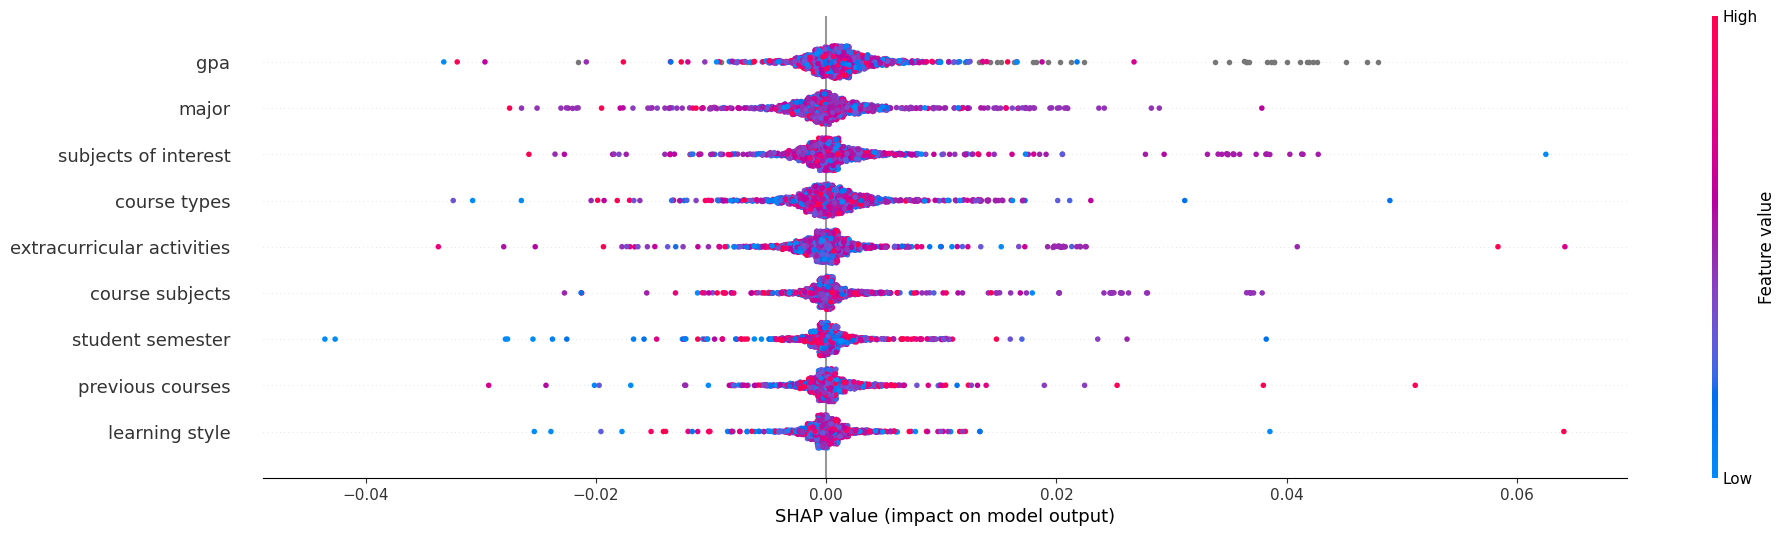 High
gpa
major
subjects of interest
course types
extracurricular activities
course subjects
student semester
previous courses
learning style
Feature value
Low
−0.04
−0.02
0.00
0.02
0.04
0.06
SHAP value (impact on model output)